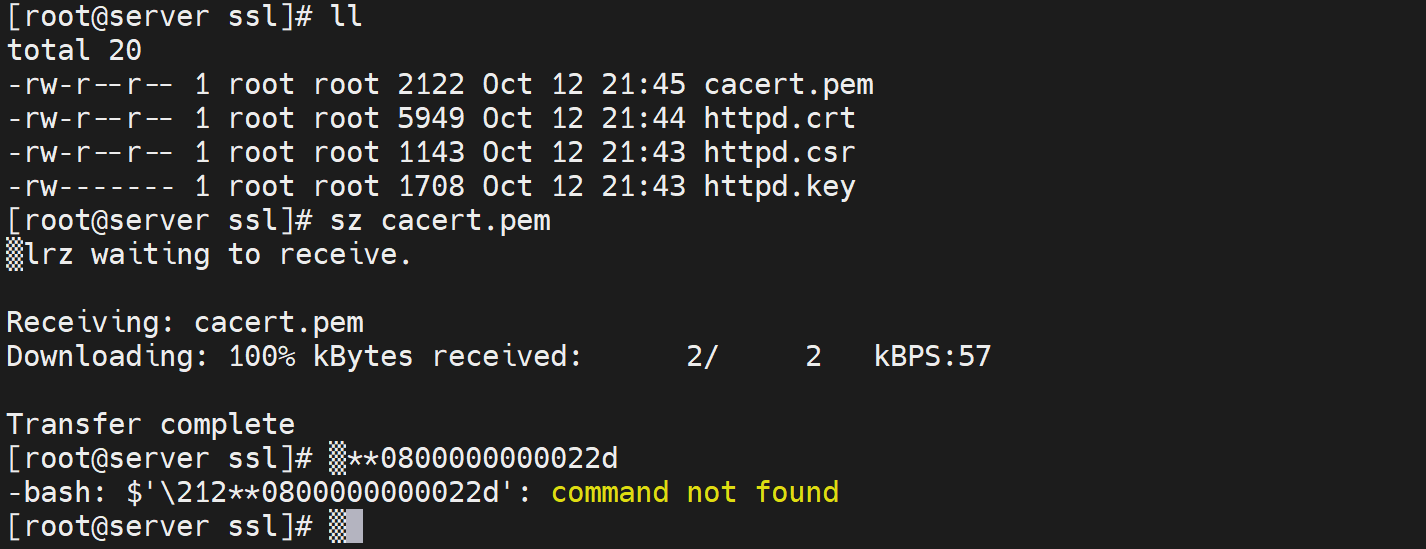 [root@server ssl]# ll
total 20
-rw-r--r-- 1 root root 2122 Oct 12 21:45 cacert.pem
-rw-r--r-- 1 root root 5949 Oct 12 21:44 httpd.crt
-rw-r--r-- 1 root root 1143 Oct 12 21:43 httpd.csr
-rw------- 1 root root 1708 Oct 12 21:43 httpd.key
[root@server ssl]# sz cacert.pem
▒lrz waiting to receive.
Receiving: cacert.pem
Downloading: 100% kBytes received:      2/     2   kBPS:57
Transfer complete
[root@server ssl]# ▒**0800000000022d
-bash: $'\212**0800000000022d': command not found
[root@server ssl]# ▒